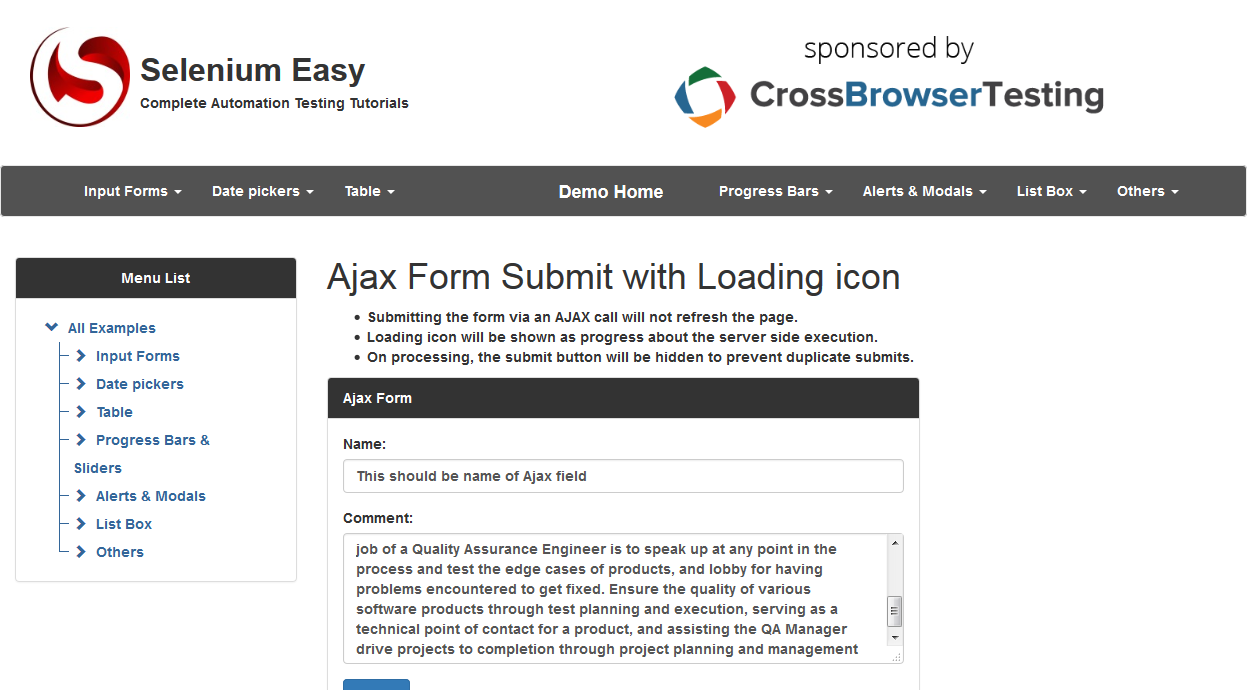 Selenium Easy
Complete Automation Testing Tutorials
sponsored by
CrossBrowserTesting
Input Forms
Date pickers
Table
Demo Home
Progress Bars
Alerts & Modals
List Box
Others
Menu List
All Examples
Input Forms
Date pickers
Table
Progress Bars &
Sliders
Alerts & Modals
List Box
Others
Ajax Form Submit with Loading icon
Submitting the form via an AJAX call will not refresh the page.
Loading icon will be shown as progress about the server side execution.
On processing, the submit button will be hidden to prevent duplicate submits.
Ajax Form
Name:
This should be name of Ajax field
Comment:
job of a Quality Assurance Engineer is to speak up at any point in the
process and test the edge cases of products, and lobby for having
problems encountered to get fixed. Ensure the quality of various
software products through test planning and execution, serving as a
technical point of contact for a product, and assisting the QA Manager
drive projects to completion through project planning and management